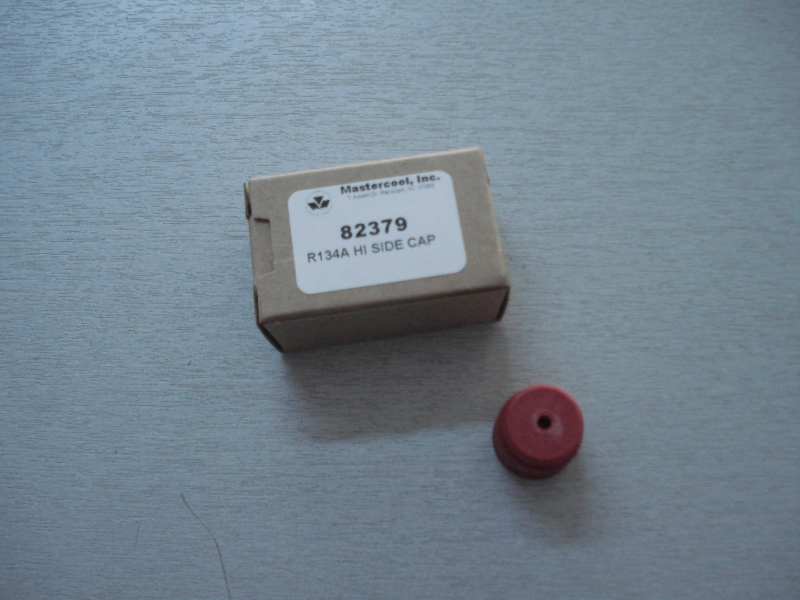 Mastercool, Inc.
82379
R134A HI SIDE CAP